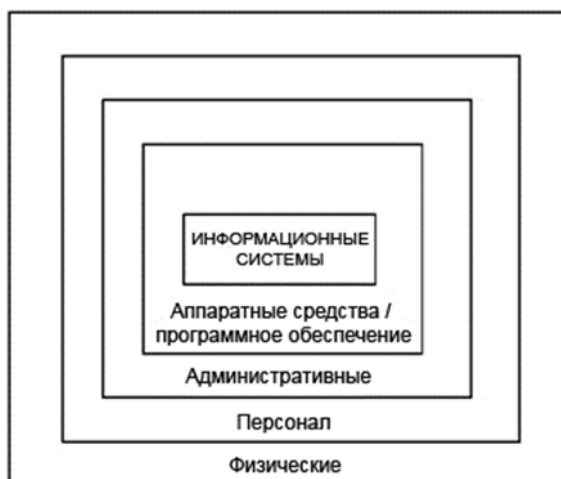 ИНФОРМАЦИОННЫЕ
СИСТЕМЫ
Аппаратные средства /
программное обеспечение
Административные
Персонал
Физические